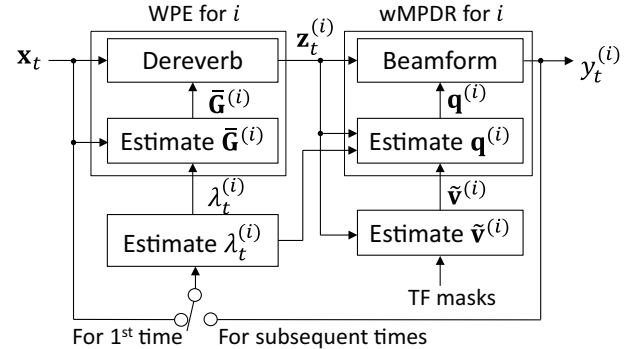 WPE for i
wMPDR for i
x_t
Dereverb
z_t^(i)
Beamform
y_t^(i)
Ḡ^(i)
q^(i)
Estimate Ḡ^(i)
Estimate q^(i)
λ_t^(i)
ṽ^(i)
Estimate λ_t^(i)
Estimate ṽ^(i)
TF masks
For 1st time
For subsequent times